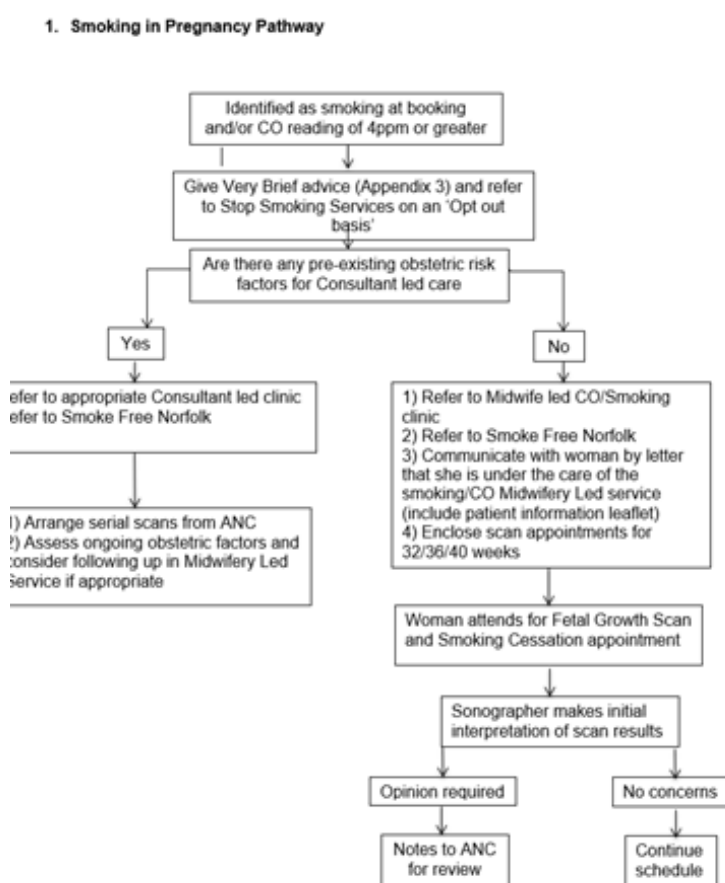 1. Smoking in Pregnancy Pathway
Identified as smoking at booking
and/or CO reading of 4ppm or greater
Give Very Brief advice (Appendix 3) and refer
to Stop Smoking Services on an 'Opt out
basis'
Are there any pre-existing obstetric risk
factors for Consultant led care
Yes
efer to appropriate Consultant led clinic
efer to Smoke Free Norfolk
) Arrange serial scans from ANC
) Assess ongoing obstetric factors and
onsider following up in Midwifery Led
Service if appropriate
No
1) Refer to Midwife led CO/Smoking
clinic
2) Refer to Smoke Free Norfolk
3) Communicate with woman by letter
that she is under the care of the
smoking/CO Midwifery Led service
(include patient information leaflet)
4) Enclose scan appointments for
32/36/40 weeks
Woman attends for Fetal Growth Scan
and Smoking Cessation appointment
Sonographer makes initial
interpretation of scan results
Opinion required
Notes to ANC
for review
No concerns
Continue
schedule